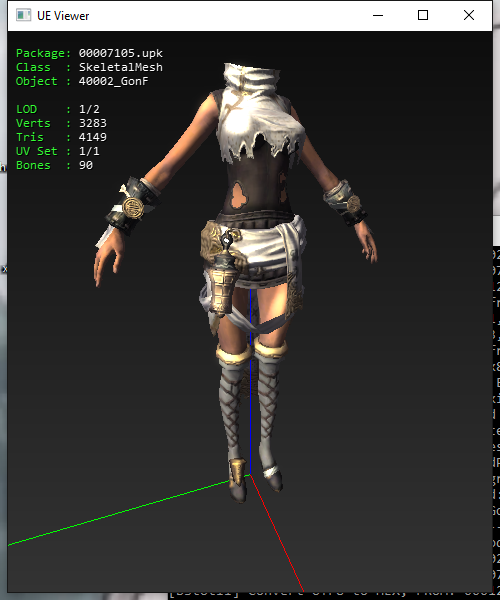 UE Viewer
Package: 00007105.upk
Class : SkeletalMesh
Object : 40002_GonF
LOD : 1/2
Verts : 3283
Tris : 4149
UV Set : 1/1
Bones : 90